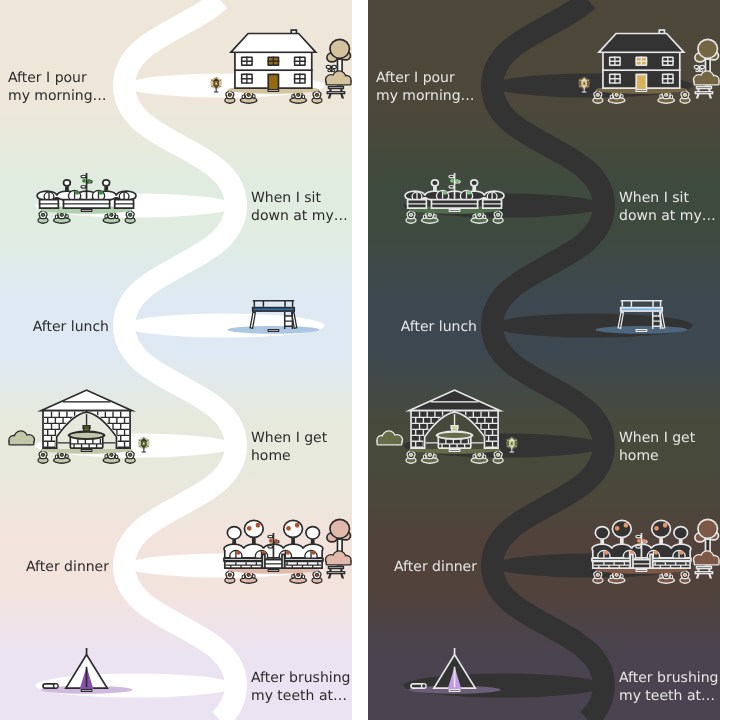 After I pour
my morning…
When I sit
down at my…
After lunch
When I get
home
After dinner
After brushing
my teeth at…
After I pour
my morning…
When I sit
down at my…
After lunch
When I get
home
After dinner
After brushing
my teeth at…